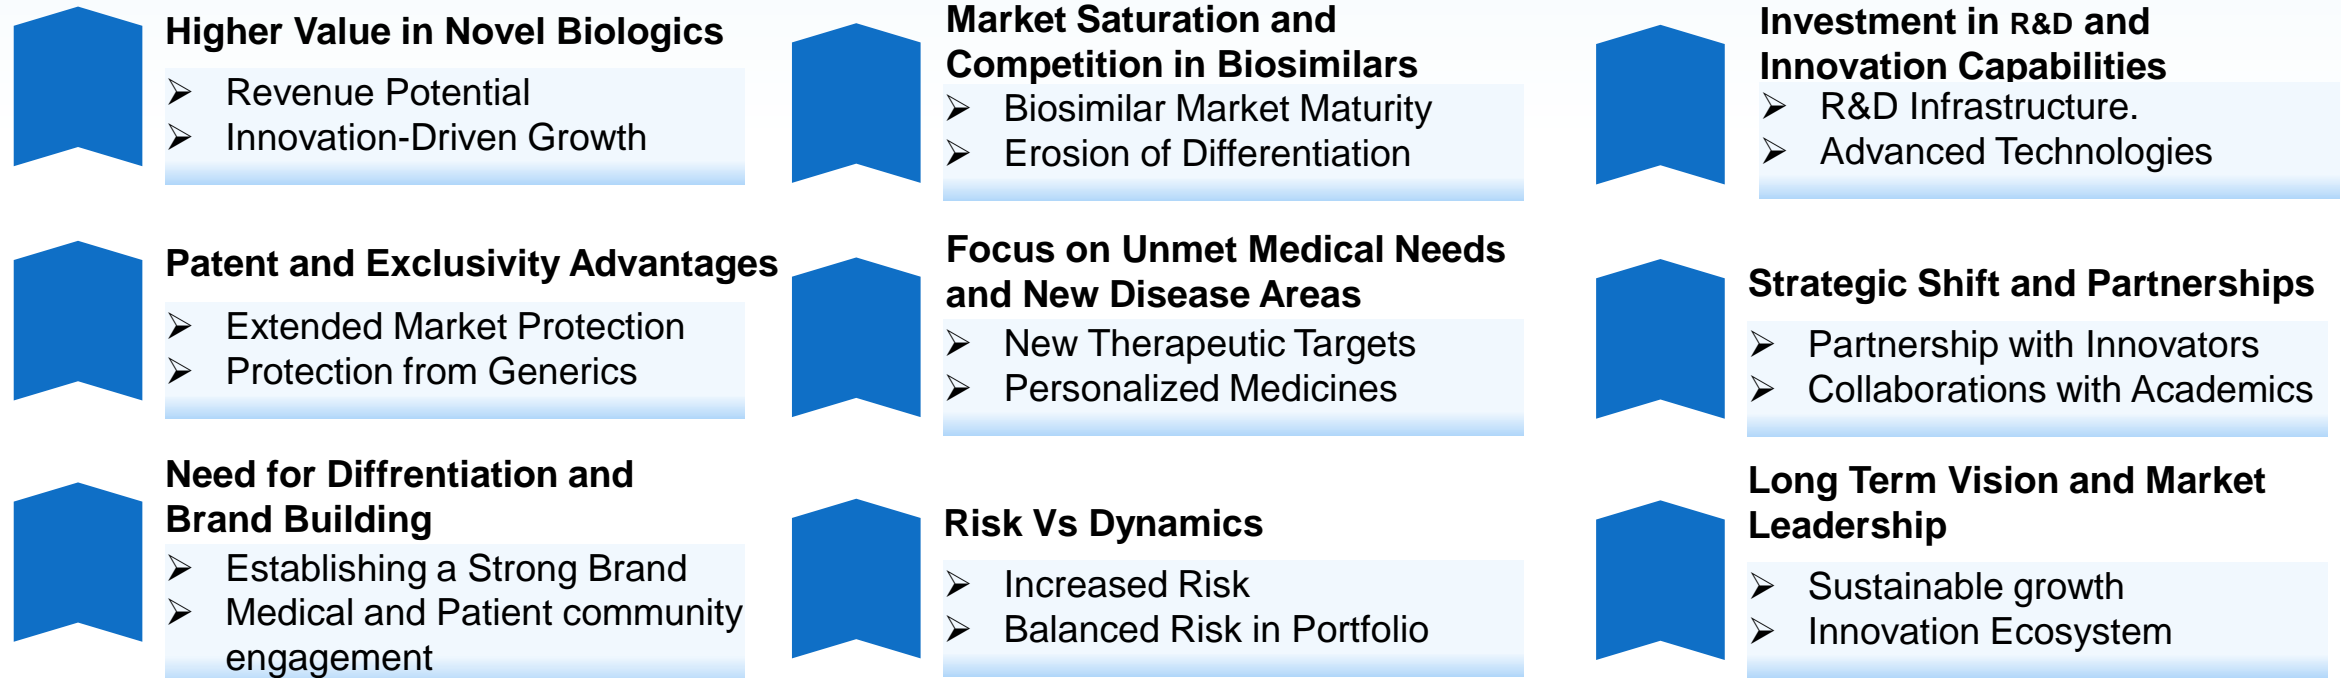 Higher Value in Novel Biologics
➢ Revenue Potential
➢ Innovation-Driven Growth
Market Saturation and
Competition in Biosimilars
➢ Biosimilar Market Maturity
➢ Erosion of Differentiation
Investment in R&D and
Innovation Capabilities
➢ R&D Infrastructure.
➢ Advanced Technologies
Patent and Exclusivity Advantages
➢ Extended Market Protection
➢ Protection from Generics
Focus on Unmet Medical Needs
and New Disease Areas
➢ New Therapeutic Targets
➢ Personalized Medicines
Strategic Shift and Partnerships
➢ Partnership with Innovators
➢ Collaborations with Academics
Need for Diffrentiation and
Brand Building
➢ Establishing a Strong Brand
➢ Medical and Patient community
engagement
Risk Vs Dynamics
➢ Increased Risk
➢ Balanced Risk in Portfolio
Long Term Vision and Market
Leadership
➢ Sustainable growth
➢ Innovation Ecosystem